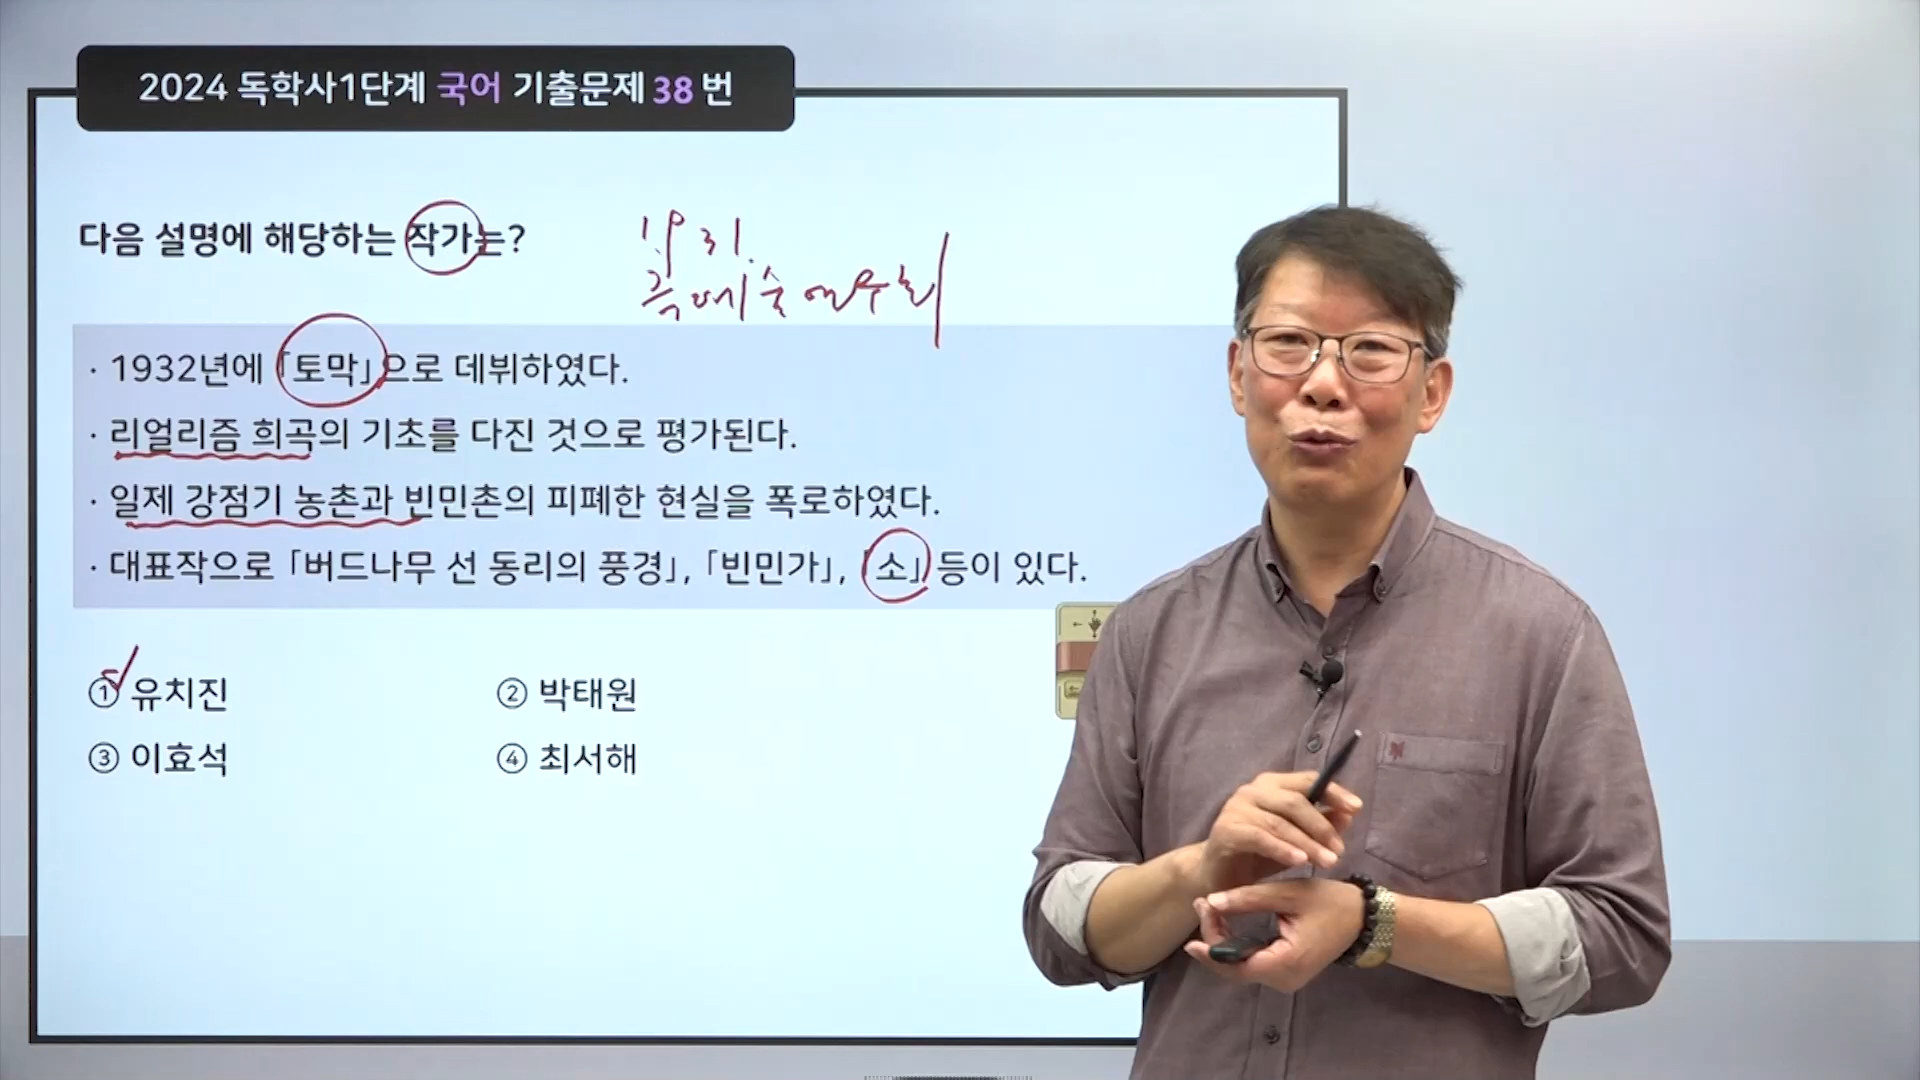 2024 독학사1단계 국어 기출문제 38 번
다음 설명에 해당하는 작가는?
1931.
극예술연구회
· 1932년에 「토막」으로 데뷔하였다.
· 리얼리즘 희곡의 기초를 다진 것으로 평가된다.
· 일제 강점기 농촌과 빈민촌의 피폐한 현실을 폭로하였다.
· 대표작으로 「버드나무 선 동리의 풍경」, 「빈민가」, 「소」 등이 있다.
① 유치진
② 박태원
③ 이효석
④ 최서해